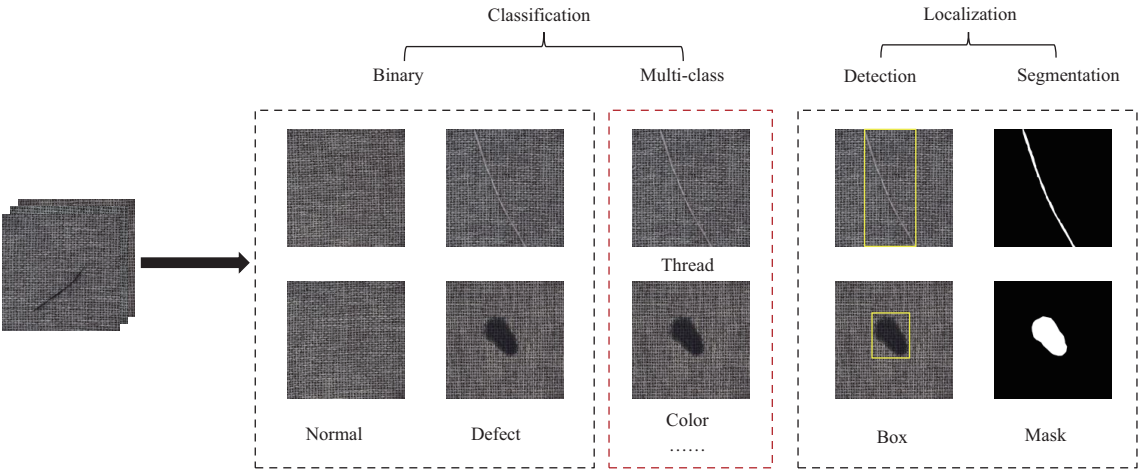 Classification
Localization
Binary
Multi-class
Detection
Segmentation
Thread
Normal
Defect
Color
......
Box
Mask